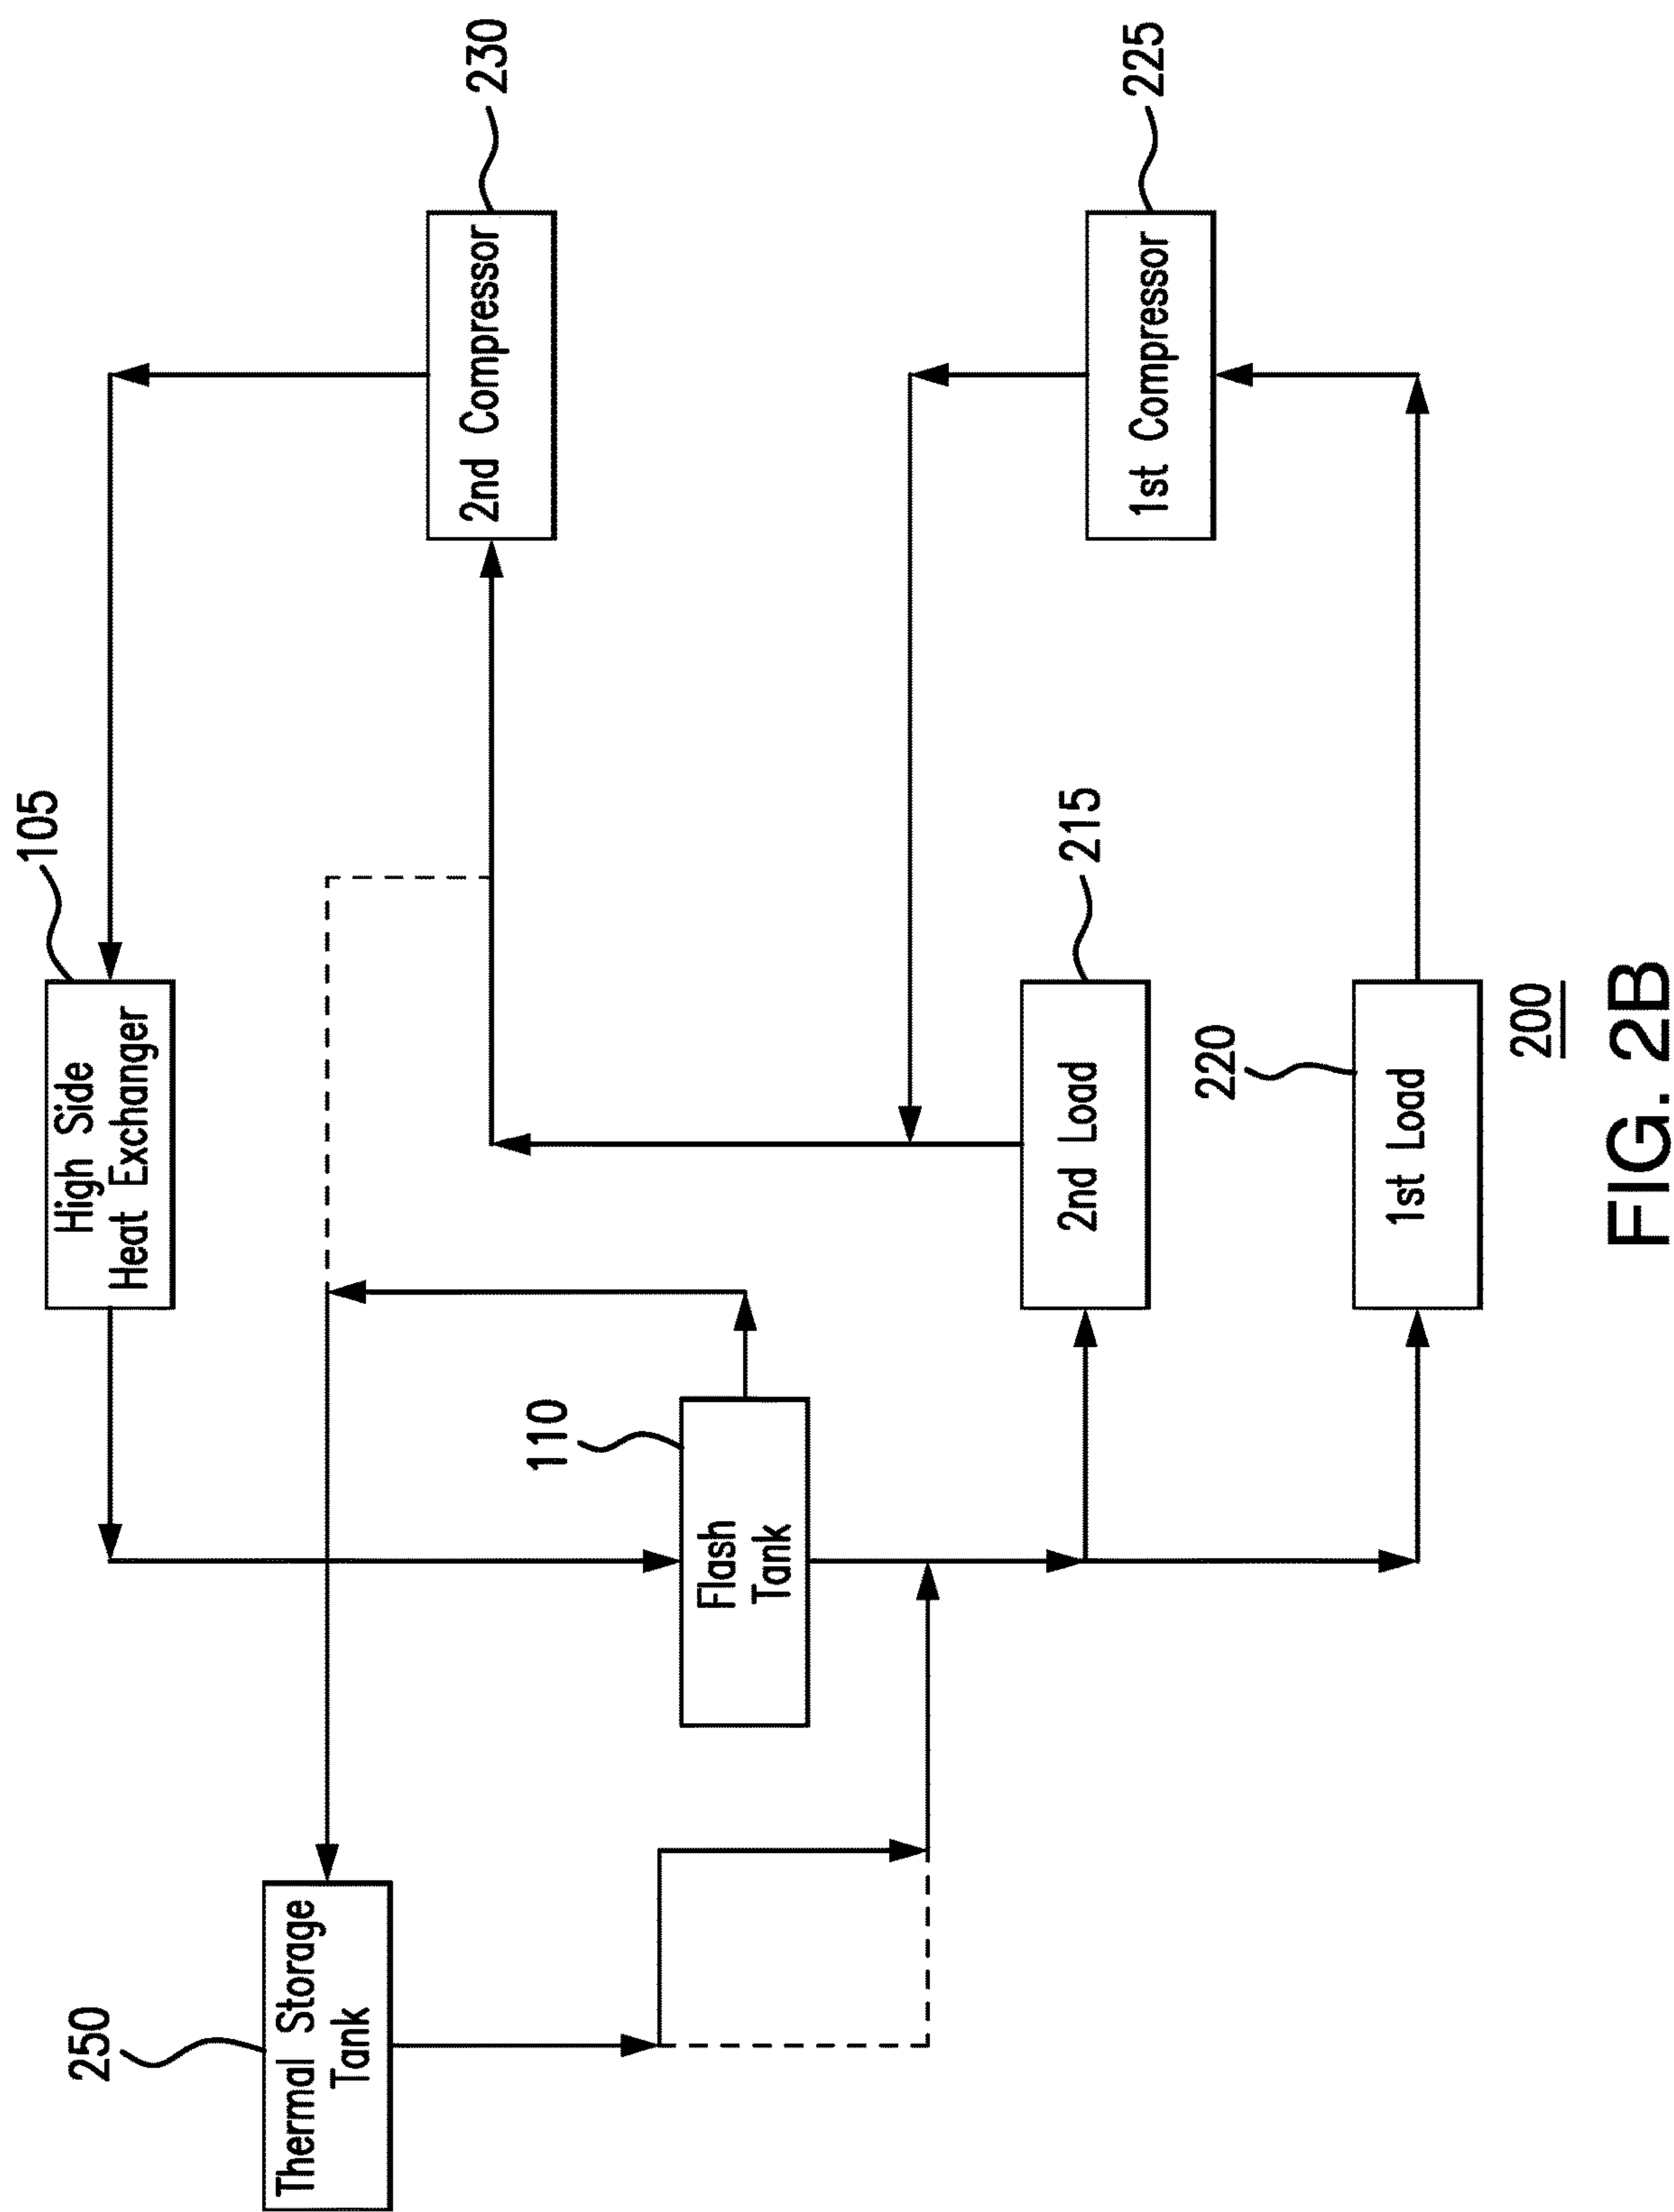 105
High Side
Heat Exchanger
250
Thermal Storage
Tank
230
2nd Compressor
110
Flash
Tank
215
2nd Load
225
1st Compressor
220
1st Load
200
FIG. 2B